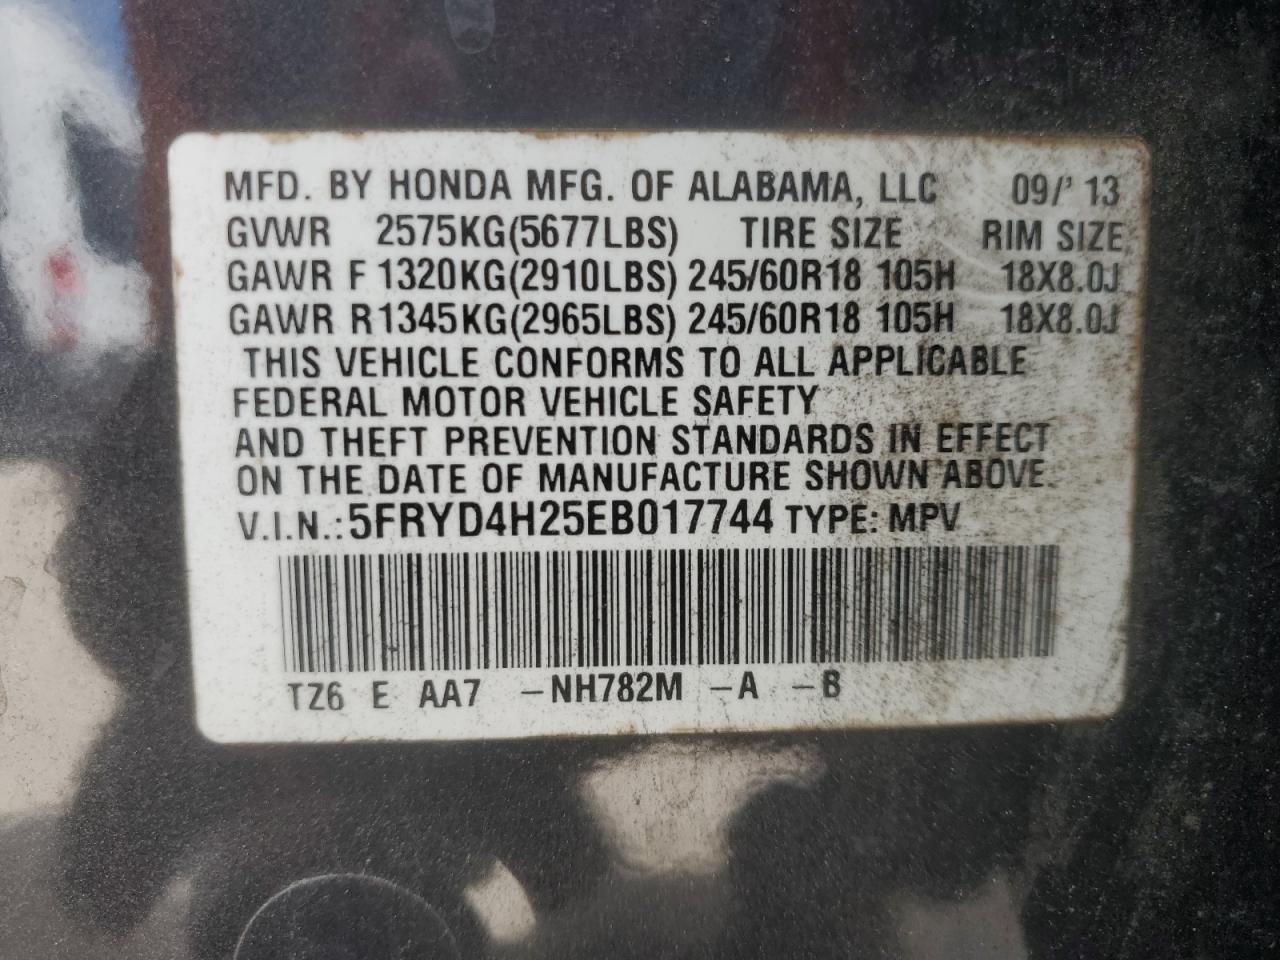 MFD. BY HONDA MFG. OF ALABAMA, LLC 09/' 13
GVWR 2575KG(5677LBS) TIRE SIZE RIM SIZE
GAWR F 1320KG(2910LBS) 245/60R18 105H 18X8.0J
GAWR R 1345KG(2965LBS) 245/60R18 105H 18X8.0J
THIS VEHICLE CONFORMS TO ALL APPLICABLE
FEDERAL MOTOR VEHICLE SAFETY
AND THEFT PREVENTION STANDARDS IN EFFECT
ON THE DATE OF MANUFACTURE SHOWN ABOVE.
V.I.N.: 5FRYD4H25EB017744 TYPE: MPV
TZ6 E AA7 -NH782M -A -B